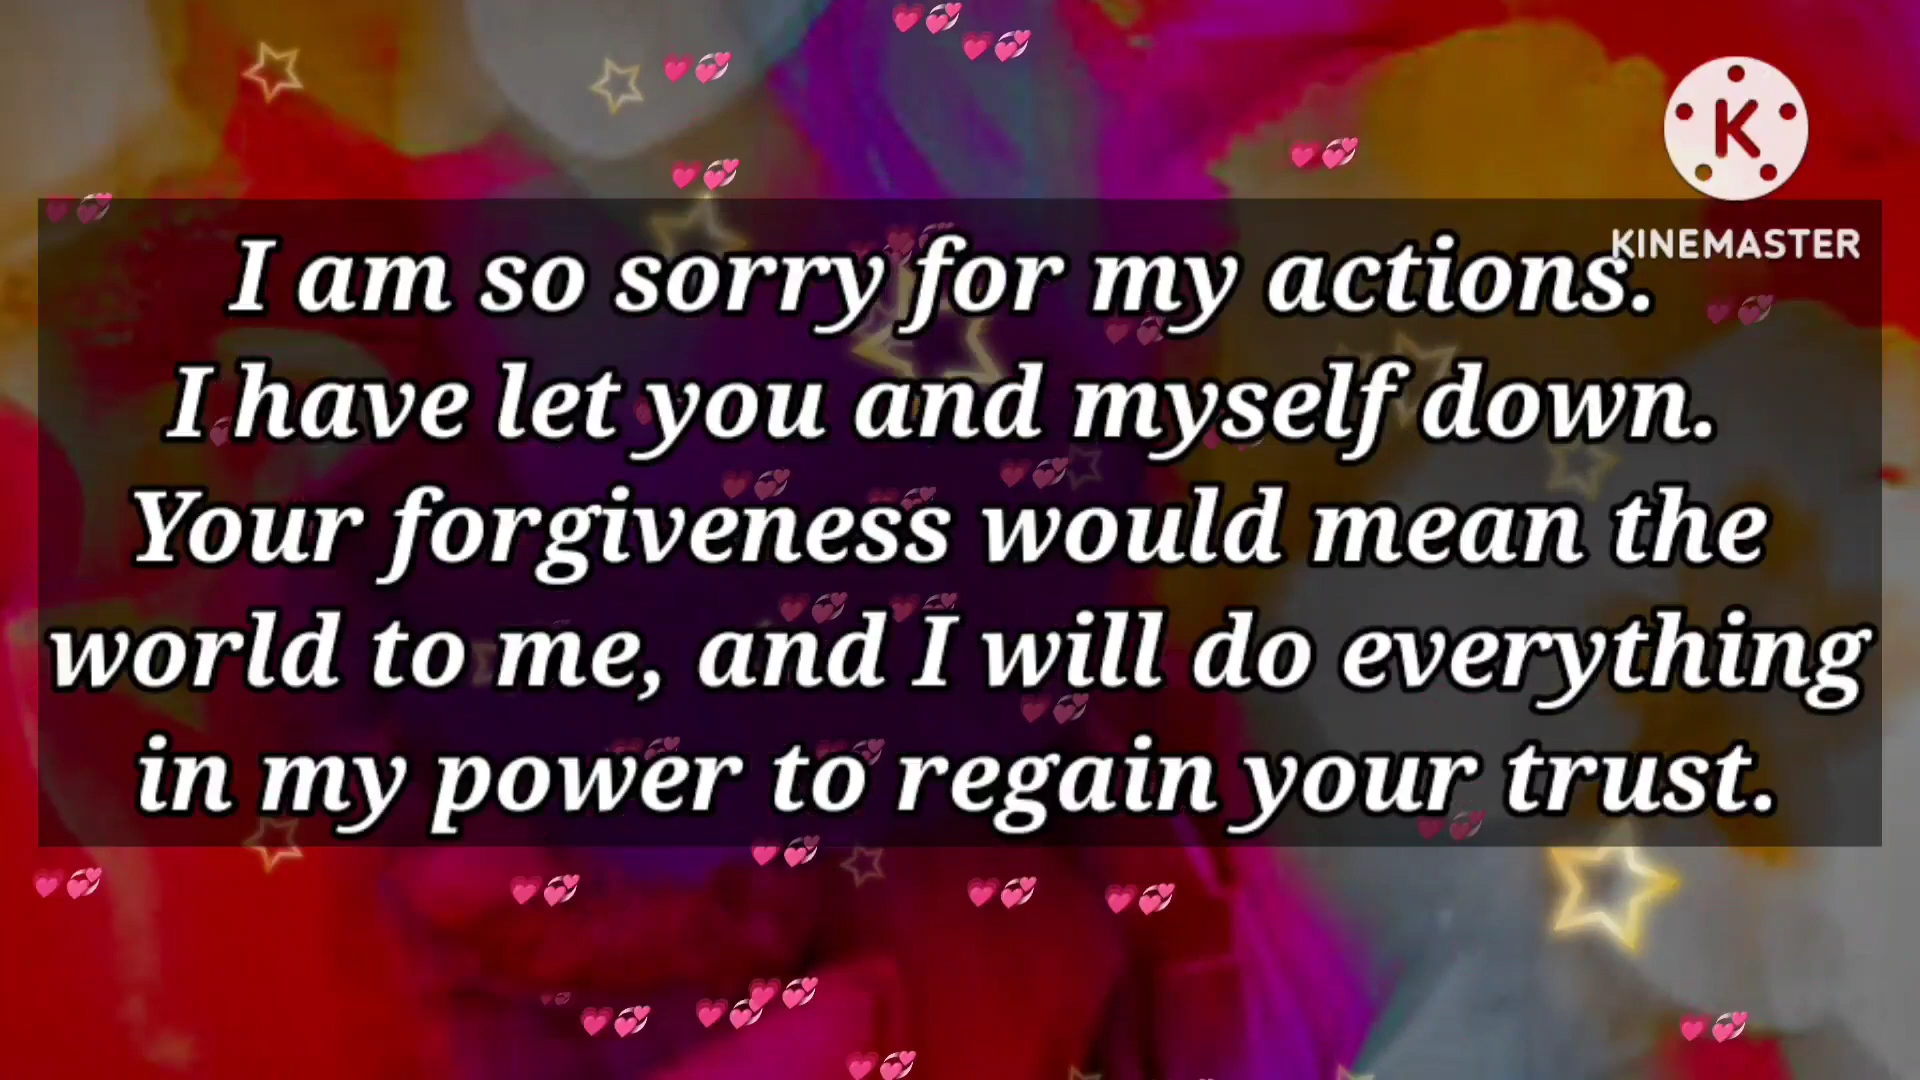 K
KINEMASTER
I am so sorry for my actions.
I have let you and myself down.
Your forgiveness would mean the
world to me, and I will do everything
in my power to regain your trust.